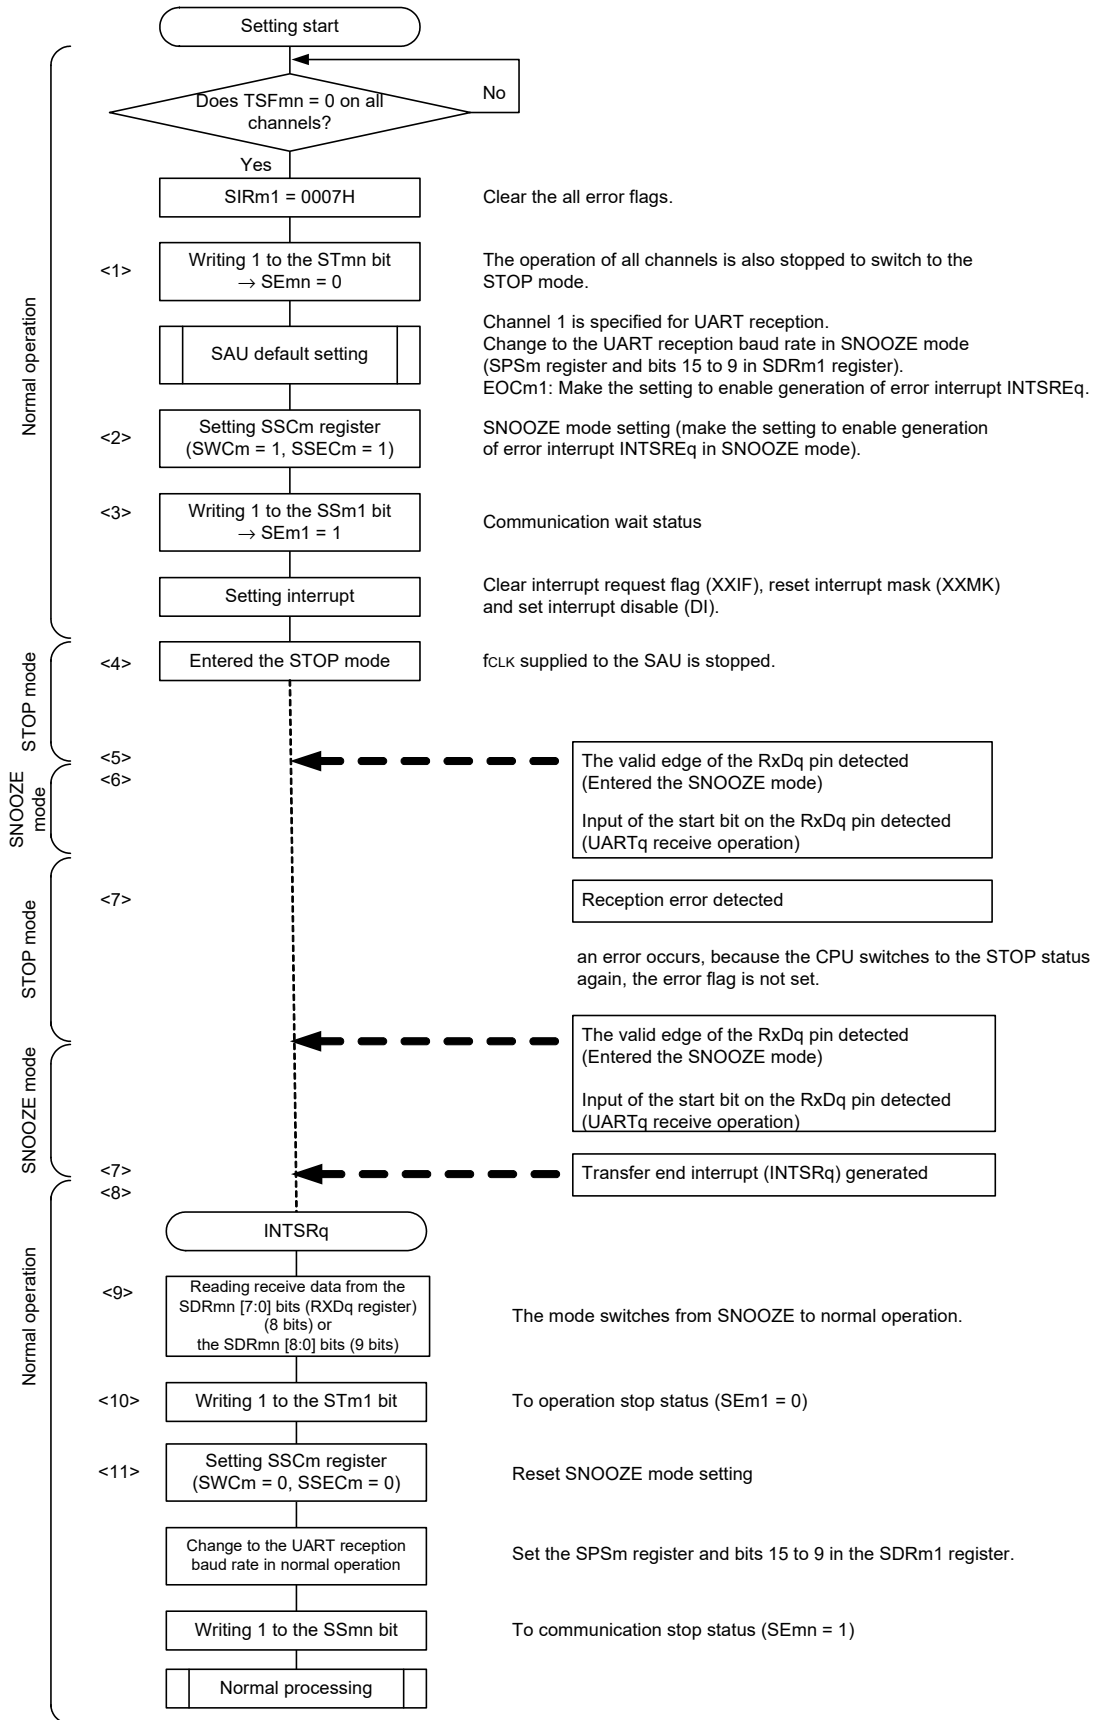 Setting start
No
Does TSFmn = 0 on all
channels?
Yes
SIRm1 = 0007H
Clear the all error flags.
<1>
Writing 1 to the STmn bit
→ SEmn = 0
The operation of all channels is also stopped to switch to the
STOP mode.
SAU default setting
Channel 1 is specified for UART reception.
Change to the UART reception baud rate in SNOOZE mode
(SPSm register and bits 15 to 9 in SDRm1 register).
EOCm1: Make the setting to enable generation of error interrupt INTSREq.
Normal operation
<2>
Setting SSCm register
(SWCm = 1, SSECm = 1)
SNOOZE mode setting (make the setting to enable generation
of error interrupt INTSREq in SNOOZE mode).
<3>
Writing 1 to the SSm1 bit
→ SEm1 = 1
Communication wait status
Setting interrupt
Clear interrupt request flag (XXIF), reset interrupt mask (XXMK)
and set interrupt disable (DI).
STOP mode
<4>
Entered the STOP mode
fCLK supplied to the SAU is stopped.
<5>
<6>
The valid edge of the RxDq pin detected
(Entered the SNOOZE mode)
Input of the start bit on the RxDq pin detected
(UARTq receive operation)
SNOOZE
mode
STOP mode
<7>
Reception error detected
an error occurs, because the CPU switches to the STOP status
again, the error flag is not set.
SNOOZE mode
The valid edge of the RxDq pin detected
(Entered the SNOOZE mode)
Input of the start bit on the RxDq pin detected
(UARTq receive operation)
<7>
Transfer end interrupt (INTSRq) generated
<8>
INTSRq
Normal operation
<9>
Reading receive data from the
SDRmn [7:0] bits (RXDq register)
(8 bits) or
the SDRmn [8:0] bits (9 bits)
The mode switches from SNOOZE to normal operation.
<10>
Writing 1 to the STm1 bit
To operation stop status (SEm1 = 0)
<11>
Setting SSCm register
(SWCm = 0, SSECm = 0)
Reset SNOOZE mode setting
Change to the UART reception
baud rate in normal operation
Set the SPSm register and bits 15 to 9 in the SDRm1 register.
Writing 1 to the SSmn bit
To communication stop status (SEmn = 1)
Normal processing